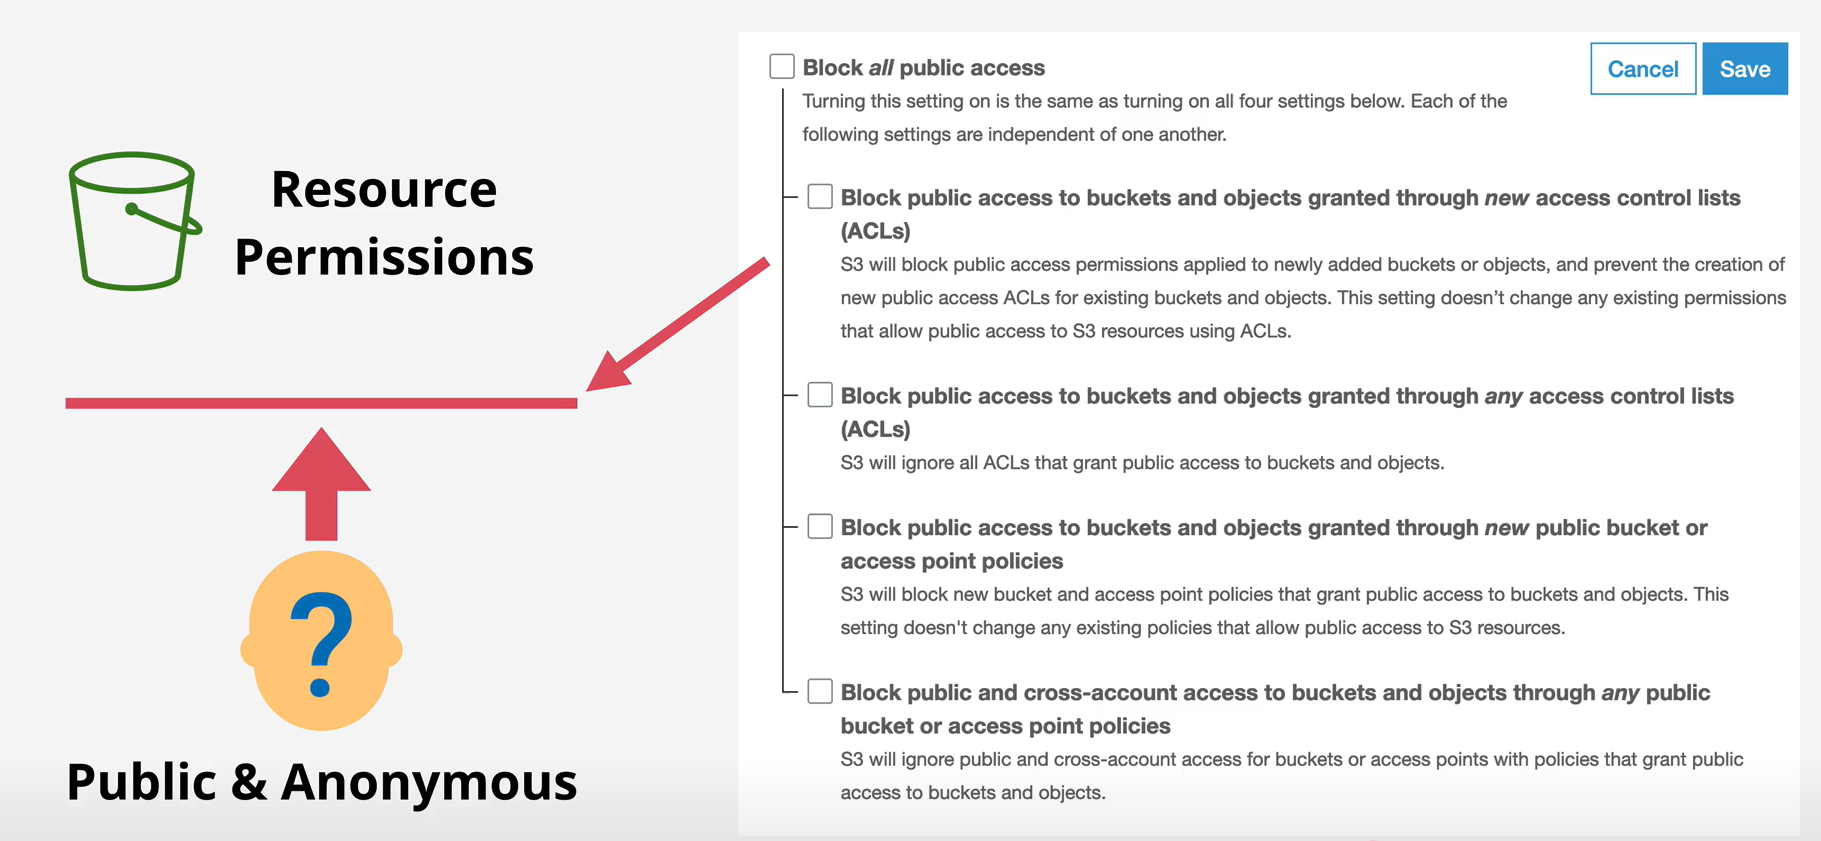 Resource
Permissions
?
Public & Anonymous
Block all public access
Turning this setting on is the same as turning on all four settings below. Each of the
following settings are independent of one another.
Cancel
Save
Block public access to buckets and objects granted through new access control lists
(ACLs)
S3 will block public access permissions applied to newly added buckets or objects, and prevent the creation of
new public access ACLs for existing buckets and objects. This setting doesn’t change any existing permissions
that allow public access to S3 resources using ACLs.
Block public access to buckets and objects granted through any access control lists
(ACLs)
S3 will ignore all ACLs that grant public access to buckets and objects.
Block public access to buckets and objects granted through new public bucket or
access point policies
S3 will block new bucket and access point policies that grant public access to buckets and objects. This
setting doesn't change any existing policies that allow public access to S3 resources.
Block public and cross-account access to buckets and objects through any public
bucket or access point policies
S3 will ignore public and cross-account access for buckets or access points with policies that grant public
access to buckets and objects.